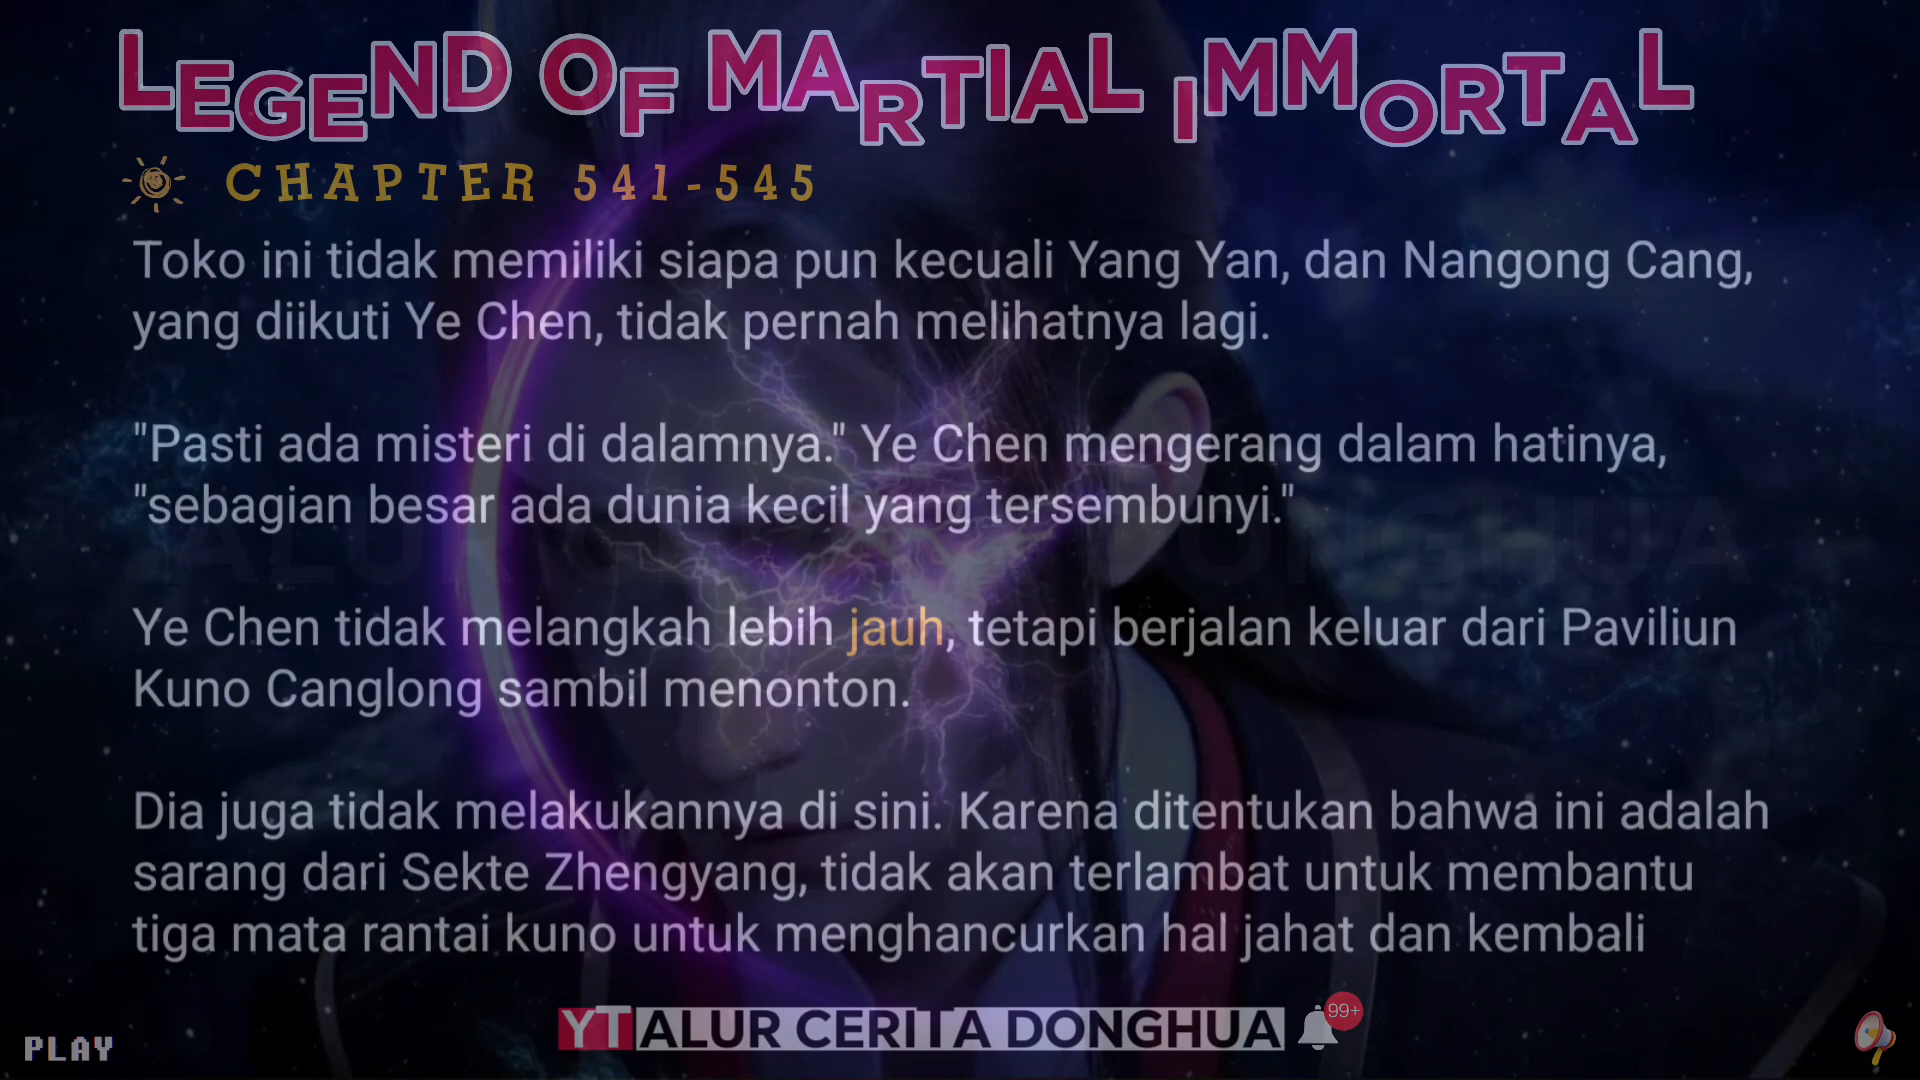 LEGEND OF MARTIAL IMMORTAL
CHAPTER 541-545
Toko ini tidak memiliki siapa pun kecuali Yang Yan, dan Nangong Cang,
yang diikuti Ye Chen, tidak pernah melihatnya lagi.
"Pasti ada misteri di dalamnya." Ye Chen mengerang dalam hatinya,
"sebagian besar ada dunia kecil yang tersembunyi."
ALUR CERITA DONGHUA
Ye Chen tidak melangkah lebih jauh, tetapi berjalan keluar dari Paviliun
Kuno Canglong sambil menonton.
Dia juga tidak melakukannya di sini. Karena ditentukan bahwa ini adalah
sarang dari Sekte Zhengyang, tidak akan terlambat untuk membantu
tiga mata rantai kuno untuk menghancurkan hal jahat dan kembali
YT ALUR CERITA DONGHUA 99+
PLAY